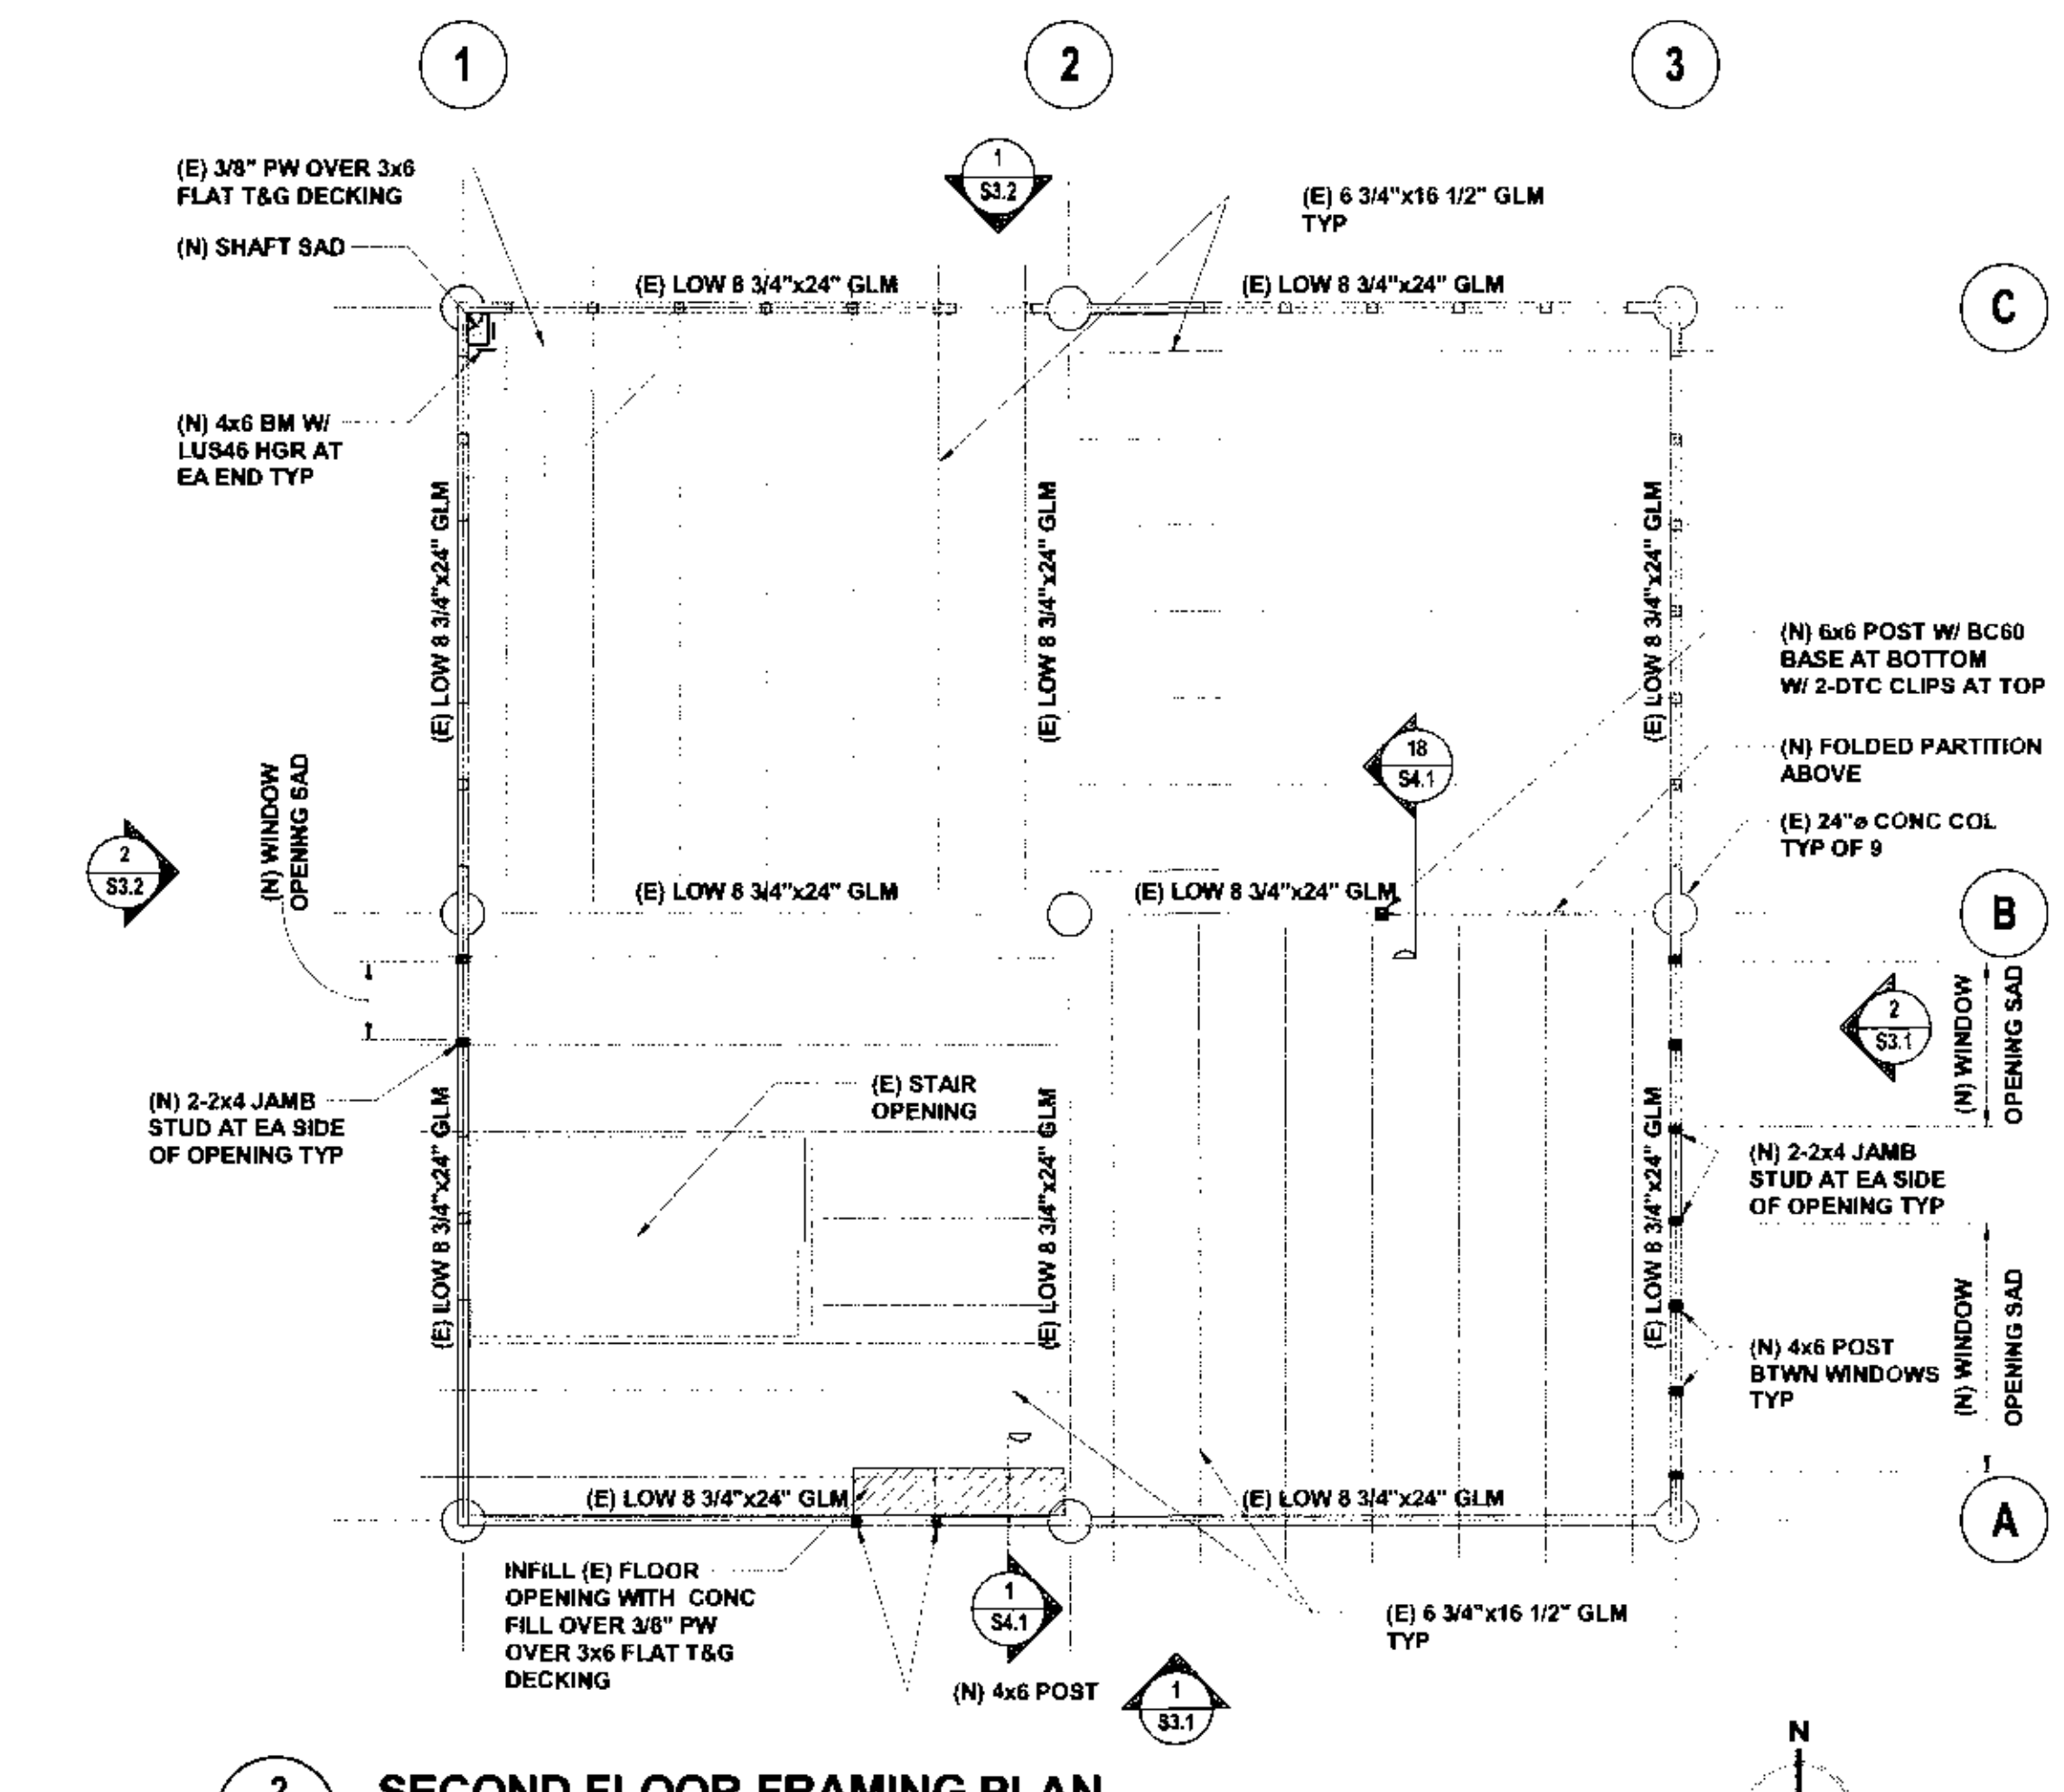 1
2
3
(E) 3/8" PW OVER 3x6
FLAT T&G DECKING
(N) SHAFT SAD
1
S3.2
(E) 6 3/4"x16 1/2" GLM
TYP
(E) LOW 8 3/4"x24" GLM
(E) LOW 8 3/4"x24" GLM
C
(N) 4x6 BM W/
LUS46 HGR AT
EA END TYP
(E) LOW 8 3/4"x24" GLM
(E) LOW 8 3/4"x24" GLM
(E) LOW 8 3/4"x24" GLM
(N) 6x6 POST W/ BC60
BASE AT BOTTOM
W/ 2-DTC CLIPS AT TOP
18
S4.1
(N) FOLDED PARTITION
ABOVE
(E) 24"ø CONC COL
TYP OF 9
(N) WINDOW
OPENING SAD
2
S3.2
(E) LOW 8 3/4"x24" GLM
(E) LOW 8 3/4"x24" GLM
B
2
S3.1
(N) WINDOW
OPENING SAD
(N) 2-2x4 JAMB
STUD AT EA SIDE
OF OPENING TYP
(E) STAIR
OPENING
(E) LOW 8 3/4"x24" GLM
(E) LOW 8 3/4"x24" GLM
(E) LOW 8 3/4"x24" GLM
(N) 2-2x4 JAMB
STUD AT EA SIDE
OF OPENING TYP
(N) 4x6 POST
BTWN WINDOWS
TYP
(N) WINDOW
OPENING SAD
(E) LOW 8 3/4"x24" GLM
(E) LOW 8 3/4"x24" GLM
A
INFILL (E) FLOOR
OPENING WITH CONC
FILL OVER 3/8" PW
OVER 3x6 FLAT T&G
DECKING
1
S4.1
(E) 6 3/4"x16 1/2" GLM
TYP
(N) 4x6 POST
1
S3.1
N
2
SECOND FLOOR FRAMING PLAN